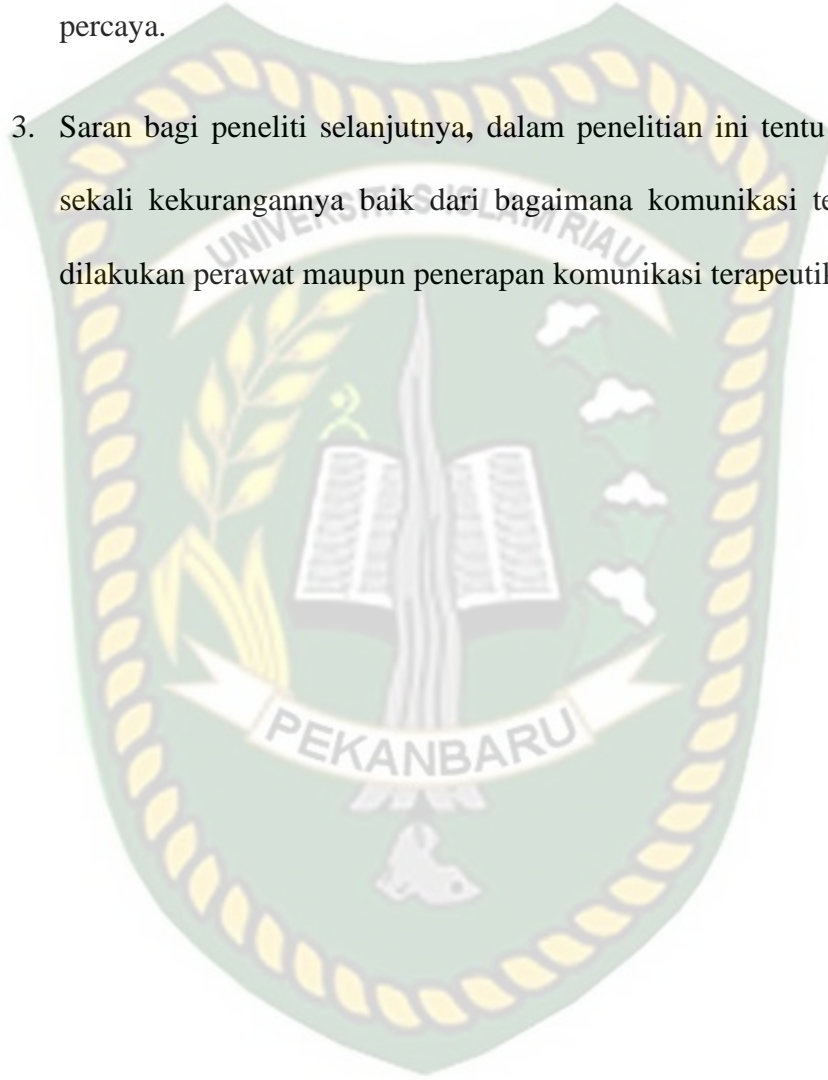 percaya.
3. Saran bagi peneliti selanjutnya, dalam penelitian ini tentu
sekali kekurangannya baik dari bagaimana komunikasi te
dilakukan perawat maupun penerapan komunikasi terapeutik
UNIVERSITAS ISLAM RIAU
PEKANBARU